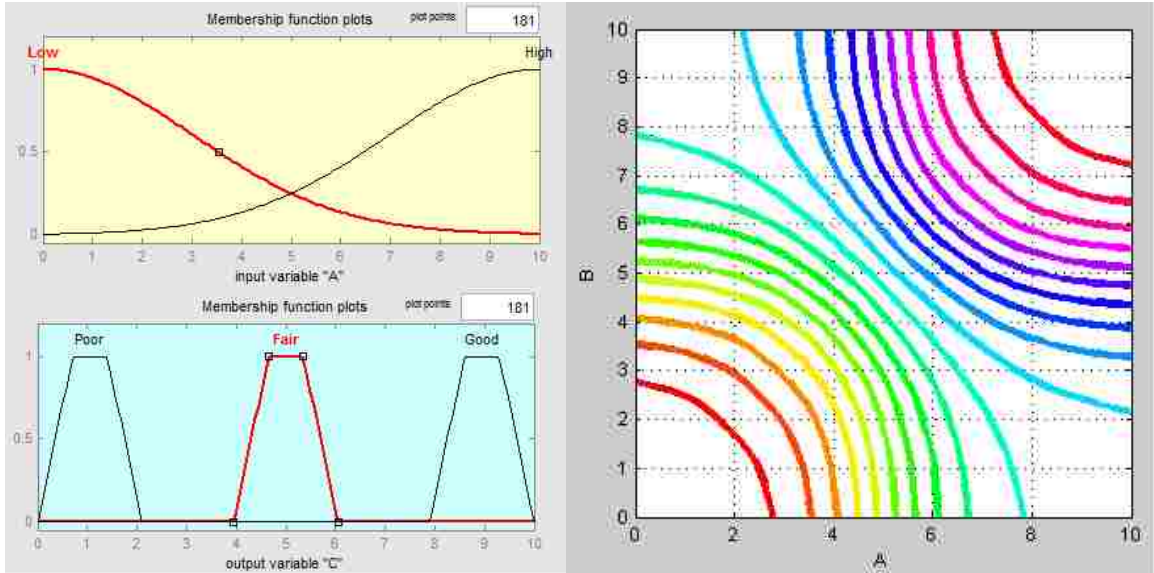 Membership function plots plot points: 181
Low High
1
0.5
0
0 1 2 3 4 5 6 7 8 9 10
input variable "A"
Membership function plots plot points: 181
Poor Fair Good
1
0.5
0
0 1 2 3 4 5 6 7 8 9 10
output variable "C"
10
9
8
7
6
5
4
3
2
1
0
B
0 2 4 6 8 10
A